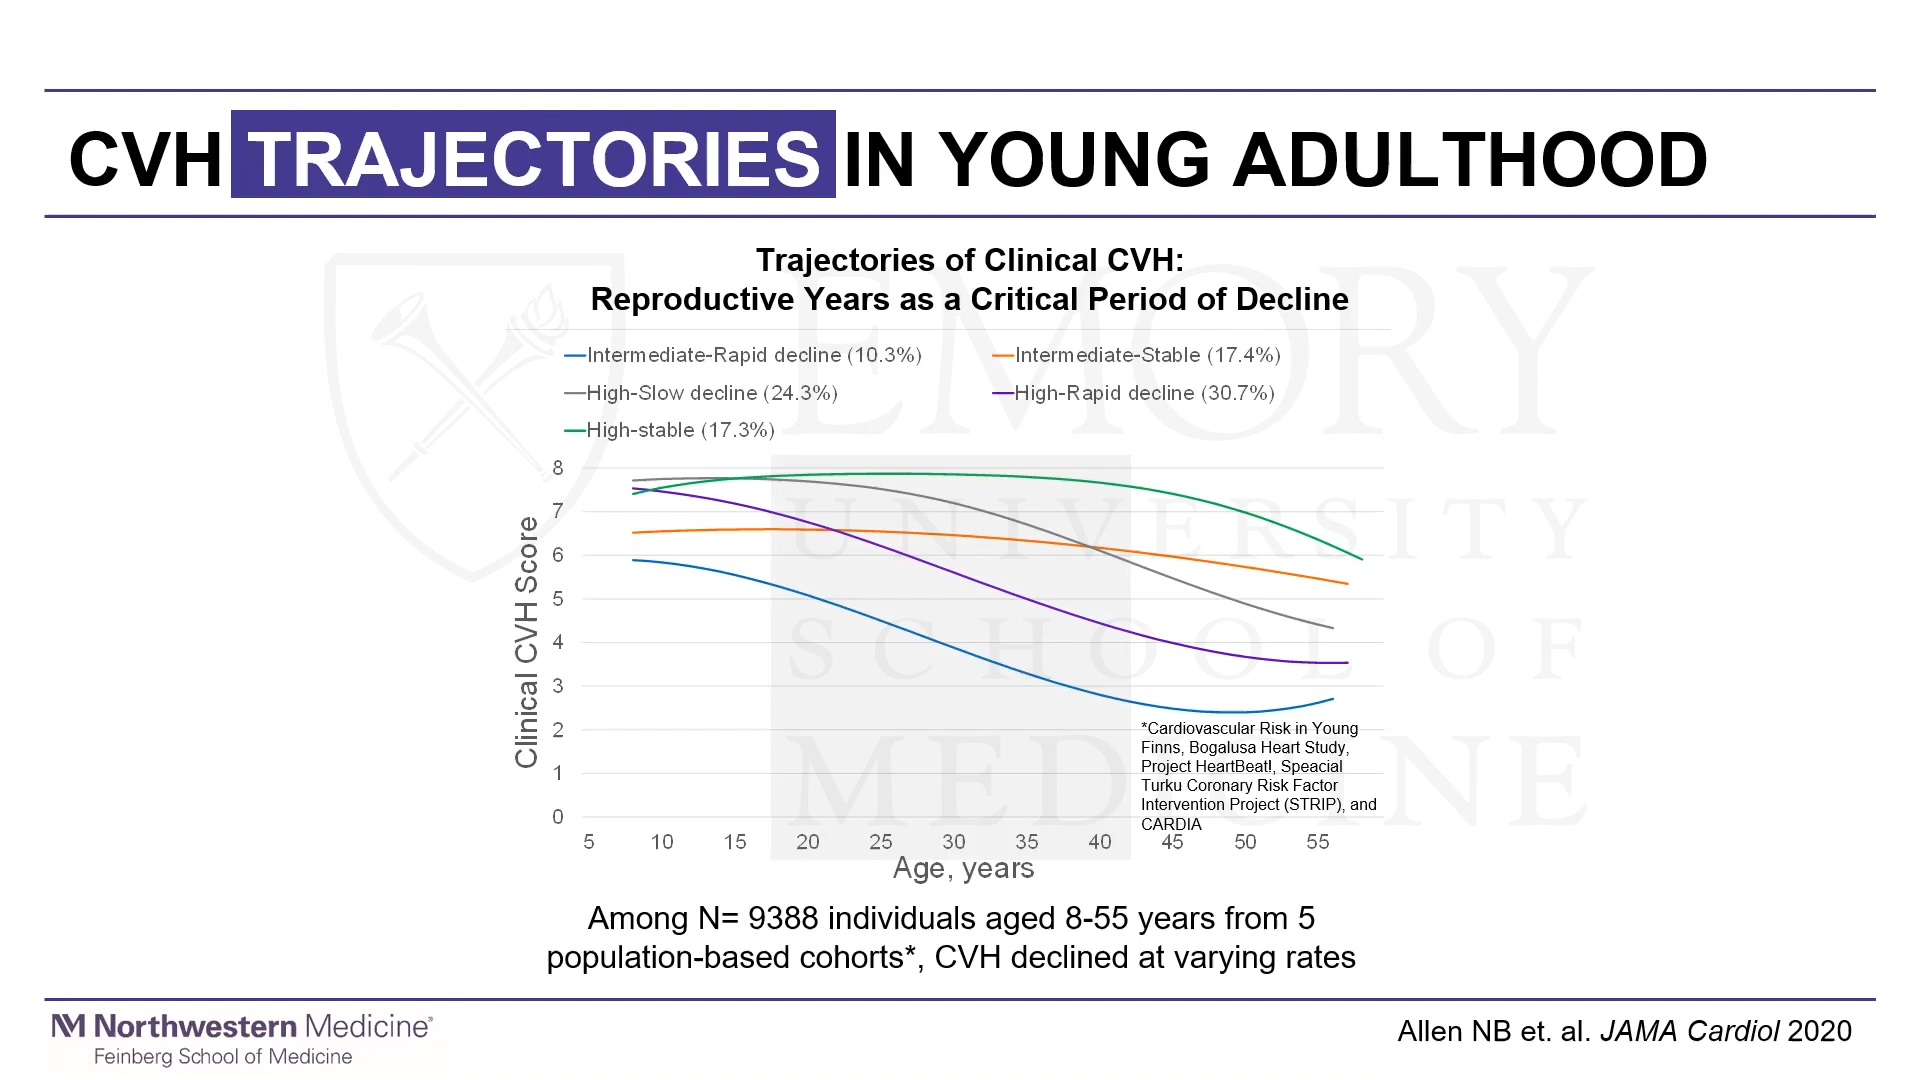 CVH TRAJECTORIES IN YOUNG ADULTHOOD
Trajectories of Clinical CVH:
Reproductive Years as a Critical Period of Decline
Intermediate-Rapid decline (10.3%)
Intermediate-Stable (17.4%)
High-Slow decline (24.3%)
High-Rapid decline (30.7%)
High-stable (17.3%)
EMORY
UNIVERSITY
SCHOOL OF
MEDICINE
Clinical CVH Score
8
7
6
5
4
3
2
1
0
*Cardiovascular Risk in Young
Finns, Bogalusa Heart Study,
Project HeartBeat!, Speacial
Turku Coronary Risk Factor
Intervention Project (STRIP), and
CARDIA
5 10 15 20 25 30 35 40 45 50 55
Age, years
Among N= 9388 individuals aged 8-55 years from 5
population-based cohorts*, CVH declined at varying rates
NM Northwestern Medicine®
Feinberg School of Medicine
Allen NB et. al. JAMA Cardiol 2020